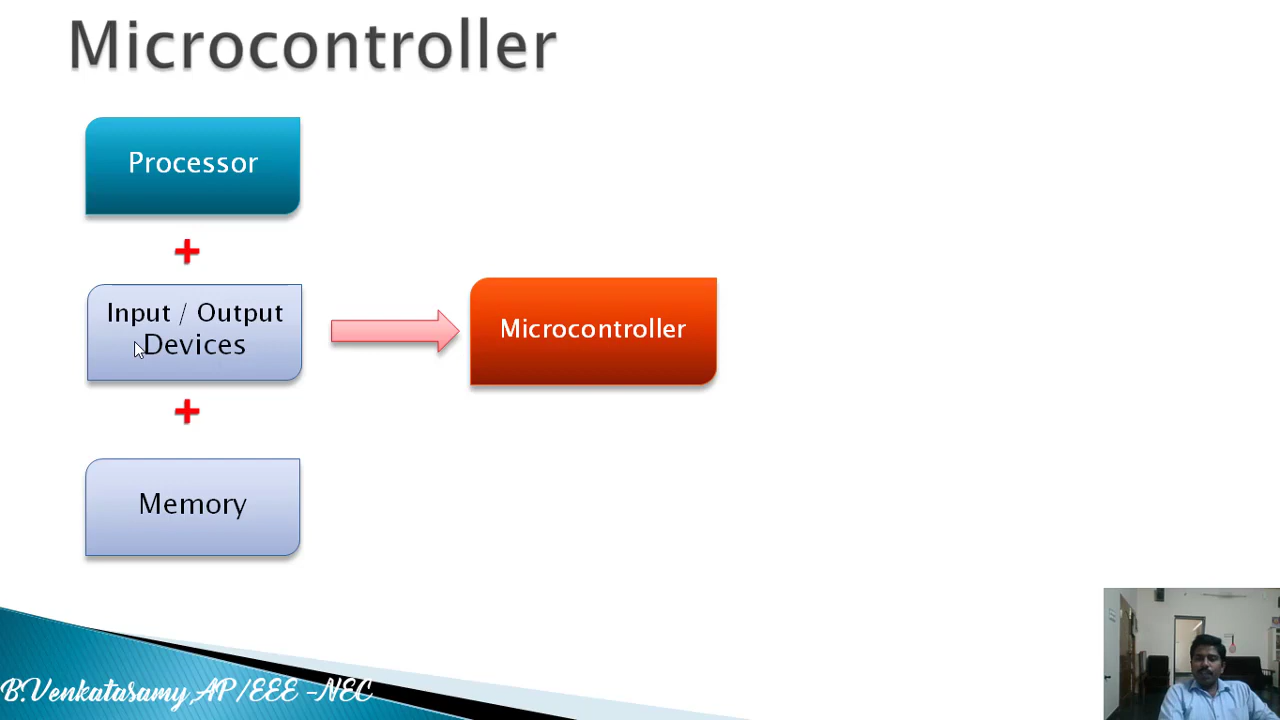 Microcontroller
Processor
+
Input / Output
Devices
Microcontroller
+
Memory
B.Venkatasamy,AP/EEE -NEC